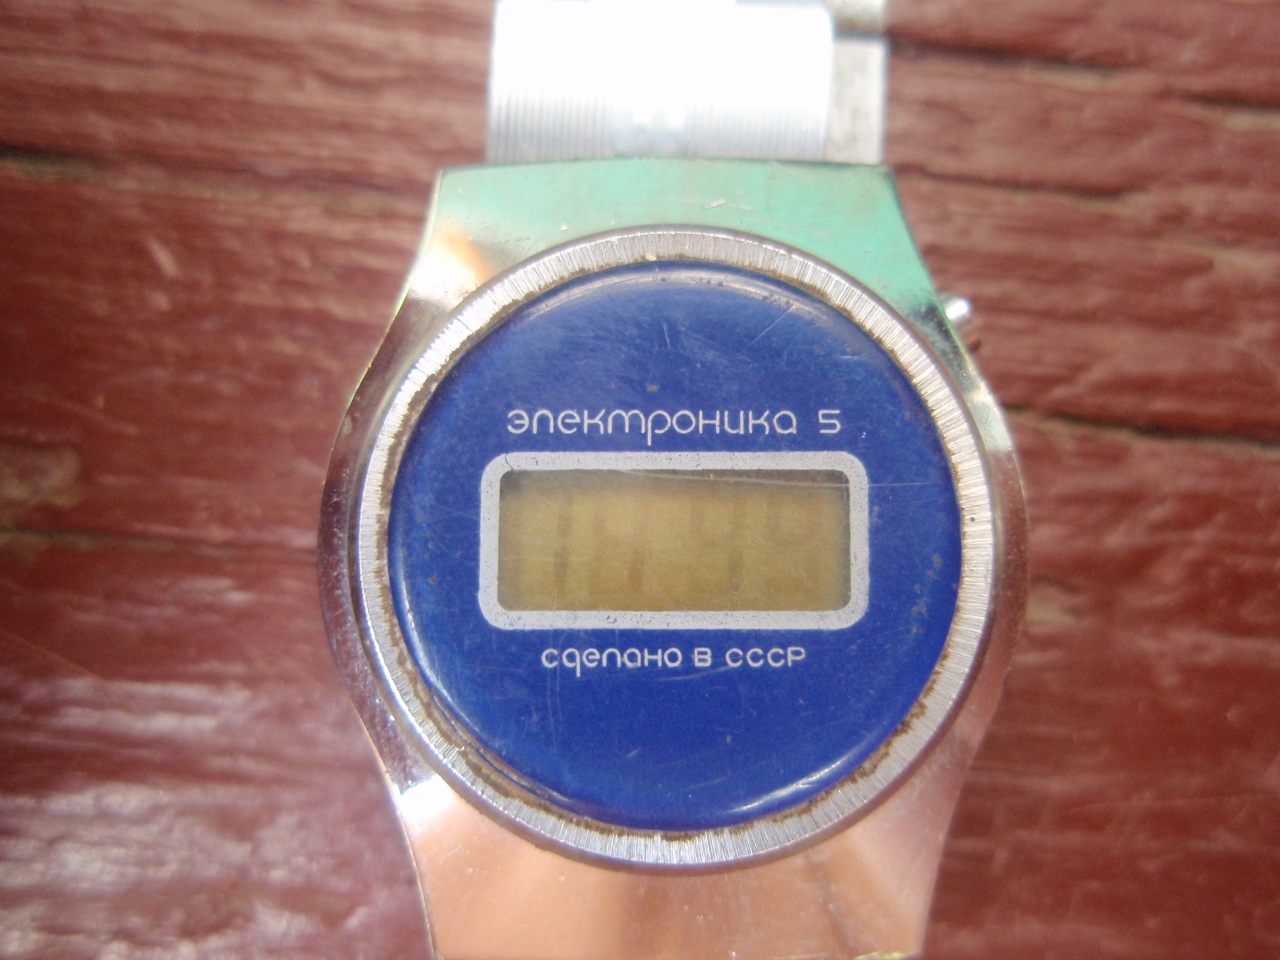 электроника 5
сделано в ссср